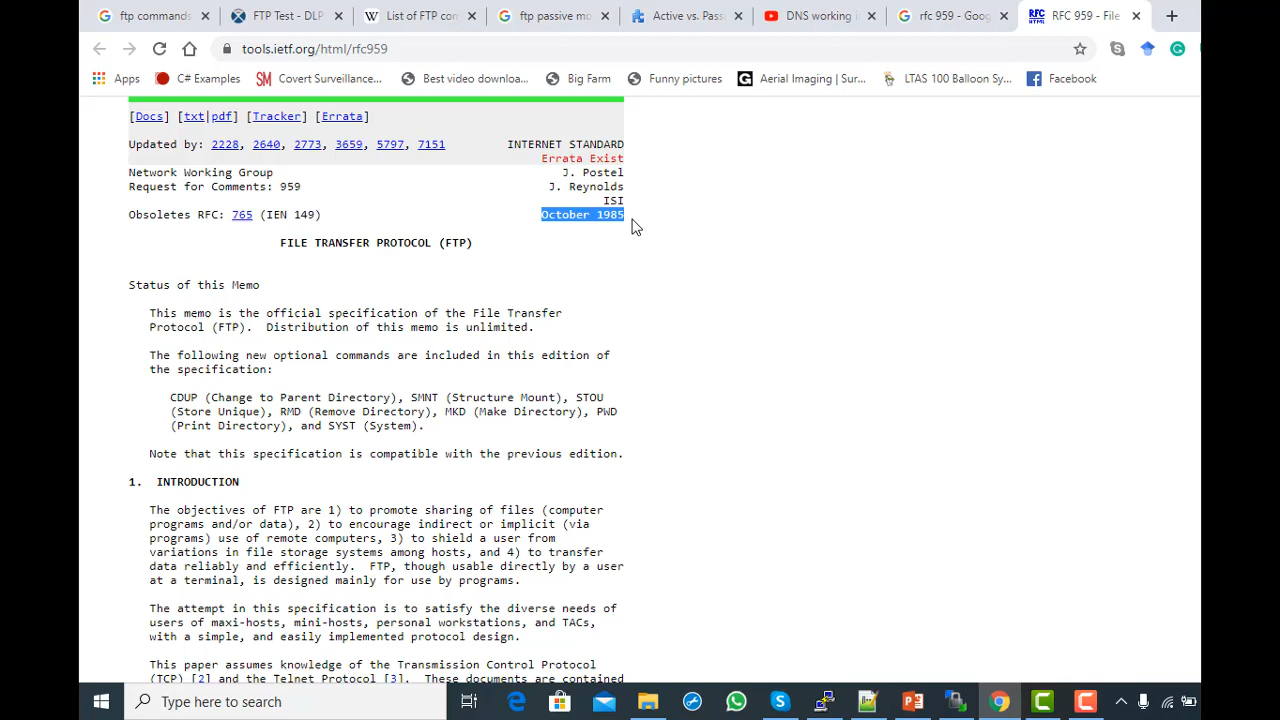 ftp commands
FTP Test - DLP
List of FTP com
ftp passive mo
Active vs. Pass
DNS working i
rfc 959 - Goog
RFC 959 - File
tools.ietf.org/html/rfc959
Apps
C# Examples
Covert Surveillance...
Best video downloa...
Big Farm
Funny pictures
Aerial Imaging | Sur...
LTAS 100 Balloon Sy...
Facebook
[Docs] [txt|pdf] [Tracker] [Errata]
Updated by: 2228, 2640, 2773, 3659, 5797, 7151 INTERNET STANDARD
Errata Exist
Network Working Group J. Postel
Request for Comments: 959 J. Reynolds
ISI
Obsoletes RFC: 765 (IEN 149) October 1985
FILE TRANSFER PROTOCOL (FTP)
Status of this Memo
This memo is the official specification of the File Transfer
Protocol (FTP). Distribution of this memo is unlimited.
The following new optional commands are included in this edition of
the specification:
CDUP (Change to Parent Directory), SMNT (Structure Mount), STOU
(Store Unique), RMD (Remove Directory), MKD (Make Directory), PWD
(Print Directory), and SYST (System).
Note that this specification is compatible with the previous edition.
1. INTRODUCTION
The objectives of FTP are 1) to promote sharing of files (computer
programs and/or data), 2) to encourage indirect or implicit (via
programs) use of remote computers, 3) to shield a user from
variations in file storage systems among hosts, and 4) to transfer
data reliably and efficiently. FTP, though usable directly by a user
at a terminal, is designed mainly for use by programs.
The attempt in this specification is to satisfy the diverse needs of
users of maxi-hosts, mini-hosts, personal workstations, and TACs,
with a simple, and easily implemented protocol design.
This paper assumes knowledge of the Transmission Control Protocol
(TCP) [2] and the Telnet Protocol [3]. These documents are contained
Type here to search